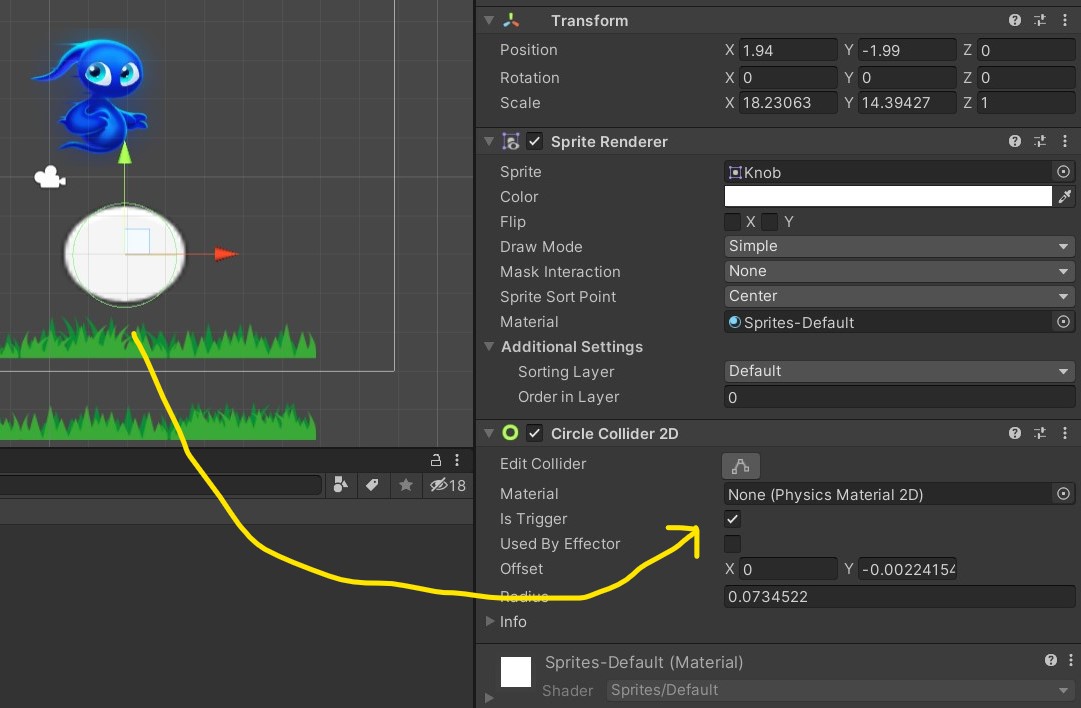 Transform
Position X 1.94 Y -1.99 Z 0
Rotation X 0 Y 0 Z 0
Scale X 18.23063 Y 14.39427 Z 1
Sprite Renderer
Sprite Knob
Color
Flip X Y
Draw Mode Simple
Mask Interaction None
Sprite Sort Point Center
Material Sprites-Default
Additional Settings
Sorting Layer Default
Order in Layer 0
Circle Collider 2D
Edit Collider
18
Material None (Physics Material 2D)
Is Trigger
Used By Effector
Offset X 0 Y -0.00224154
Radius 0.0734522
Info
Sprites-Default (Material)
Shader Sprites/Default